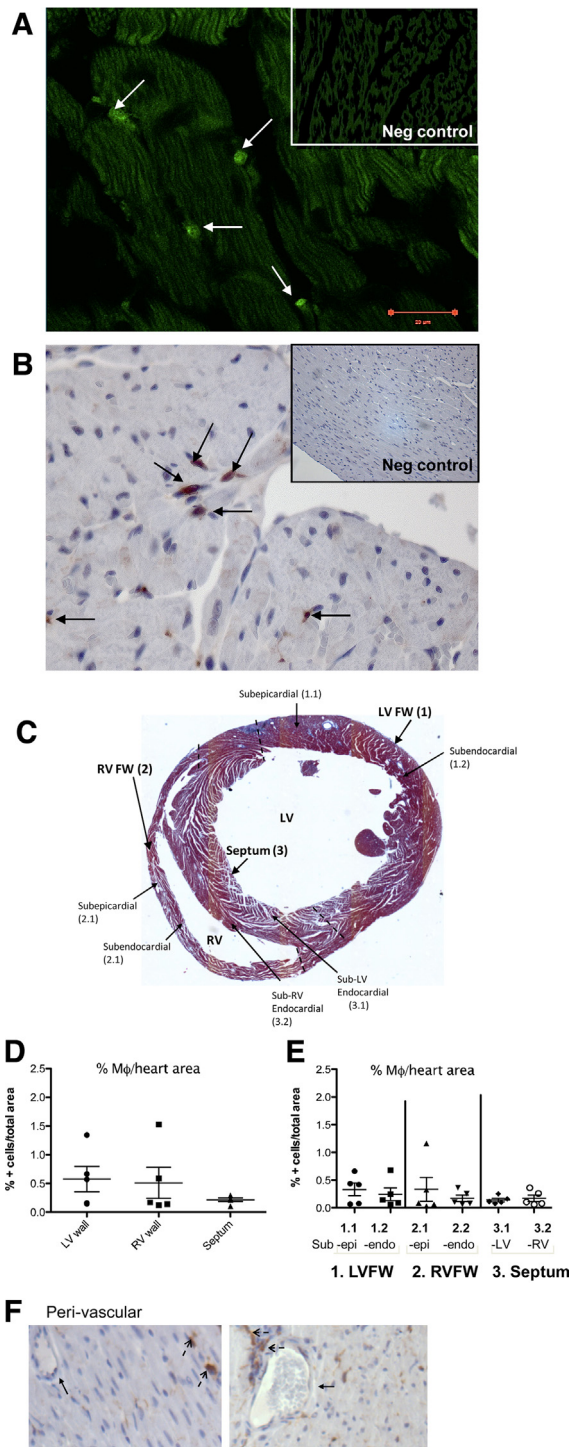 A
Neg control
20 um
B
Neg control
C
Subepicardial (1.1)
LV FW (1)
Subendocardial
(1.2)
RV FW (2)
LV
Septum (3)
Subepicardial
(2.1)
Subendocardial
(2.1)
RV
Sub-RV
Endocardial
(3.2)
Sub-LV
Endocardial
(3.1)
D
% Mϕ/heart area
% + cells/total area
2.5
2.0
1.5
1.0
0.5
0.0
LV wall
RV wall
Septum
E
% Mϕ/heart area
% + cells/total area
2.5
2.0
1.5
1.0
0.5
0.0
1.1 1.2 2.1 2.2 3.1 3.2
Sub -epi -endo -epi -endo -LV -RV
1. LVFW 2. RVFW 3. Septum
F
Peri-vascular